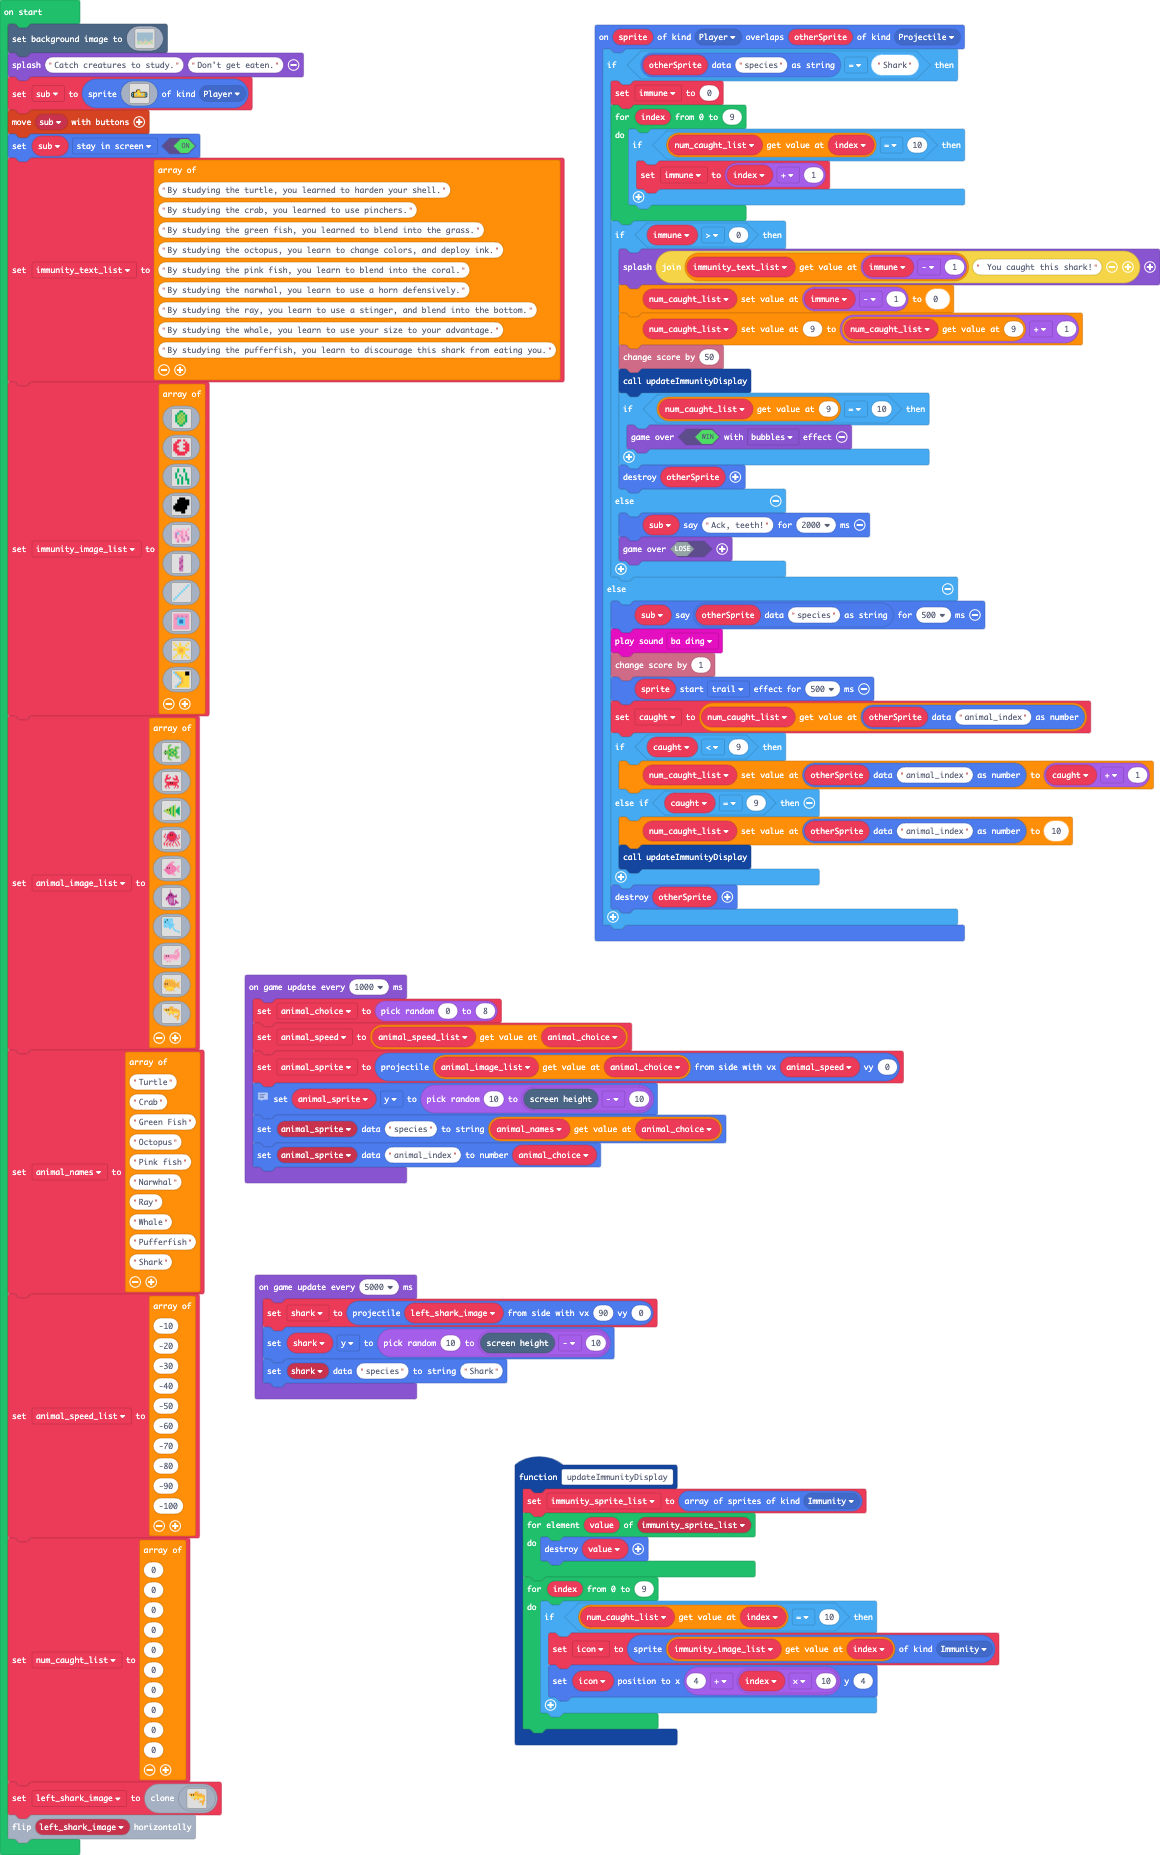 on start
set background image to
splash "Catch creatures to study." "Don't get eaten."
set sub to sprite of kind Player
move sub with buttons
set sub stay in screen ON
set immunity_text_list to
array of
"By studying the turtle, you learned to harden your shell."
"By studying the crab, you learned to use pinchers."
"By studying the green fish, you learned to blend into the grass."
"By studying the octopus, you learn to change colors, and deploy ink."
"By studying the pink fish, you learn to blend into the coral."
"By studying the narwhal, you learn to use a horn defensively."
"By studying the ray, you learn to use a stinger, and blend into the bottom."
"By studying the whale, you learn to use your size to your advantage."
"By studying the pufferfish, you learn to discourage this shark from eating you."
set immunity_image_list to
array of
set animal_image_list to
array of
set animal_names to
array of
"Turtle"
"Crab"
"Green Fish"
"Octopus"
"Pink fish"
"Narwhal"
"Ray"
"Whale"
"Pufferfish"
"Shark"
set animal_speed_list to
array of
-10
-20
-30
-40
-50
-60
-70
-80
-90
-100
set num_caught_list to
array of
0
0
0
0
0
0
0
0
0
0
set left_shark_image to clone
flip left_shark_image horizontally
on sprite of kind Player overlaps otherSprite of kind Projectile
if otherSprite data "species" as string = "Shark" then
set immune to 0
for index from 0 to 9
do
if num_caught_list get value at index = 10 then
set immune to index + 1
if immune > 0 then
splash join immunity_text_list get value at immune - 1 " You caught this shark!"
num_caught_list set value at immune - 1 to 0
num_caught_list set value at 9 to num_caught_list get value at 9 + 1
change score by 50
call updateImmunityDisplay
if num_caught_list get value at 9 = 10 then
game over WIN with bubbles effect
destroy otherSprite
else
sub say "Ack, teeth!" for 2000 ms
game over LOSE
else
sub say otherSprite data "species" as string for 500 ms
play sound ba ding
change score by 1
sprite start trail effect for 500 ms
set caught to num_caught_list get value at otherSprite data "animal_index" as number
if caught < 9 then
num_caught_list set value at otherSprite data "animal_index" as number to caught + 1
else if caught = 9 then
num_caught_list set value at otherSprite data "animal_index" as number to 10
call updateImmunityDisplay
destroy otherSprite
on game update every 1000 ms
set animal_choice to pick random 0 to 8
set animal_speed to animal_speed_list get value at animal_choice
set animal_sprite to projectile animal_image_list get value at animal_choice from side with vx animal_speed vy 0
set animal_sprite y to pick random 10 to screen height - 10
set animal_sprite data "species" to string animal_names get value at animal_choice
set animal_sprite data "animal_index" to number animal_choice
on game update every 5000 ms
set shark to projectile left_shark_image from side with vx 90 vy 0
set shark y to pick random 10 to screen height - 10
set shark data "species" to string "Shark"
function updateImmunityDisplay
set immunity_sprite_list to array of sprites of kind Immunity
for element value of immunity_sprite_list
do
destroy value
for index from 0 to 9
do
if num_caught_list get value at index = 10 then
set icon to sprite immunity_image_list get value at index of kind Immunity
set icon position to x 4 + index x 10 y 4